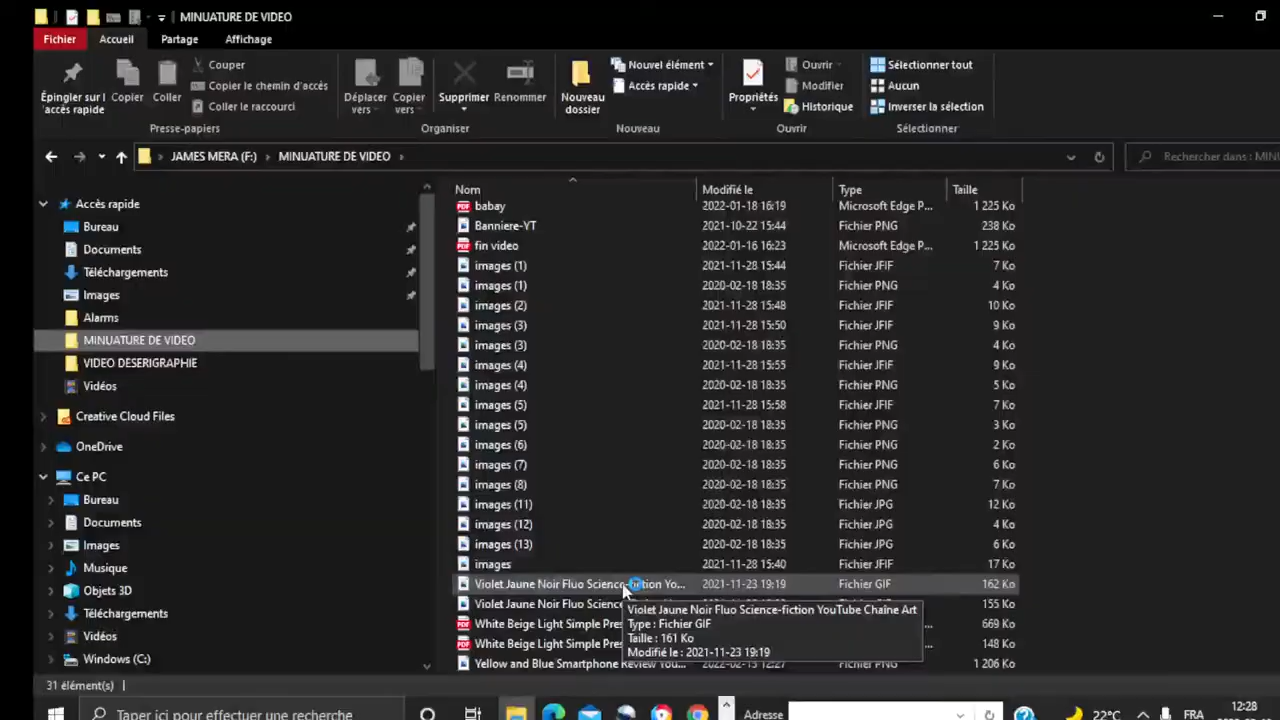 MINUATURE DE VIDEO
Fichier
Accueil
Partage
Affichage
Épingler sur l
'accès rapide
Copier
Coller
Couper
Copier le chemin d'accès
Coller le raccourci
Presse-papiers
Déplacer
vers
Copier
vers
Supprimer
Renommer
Organiser
Nouveau
dossier
Nouvel élément
Accès rapide
Nouveau
Propriétés
Ouvrir
Modifier
Historique
Ouvrir
Sélectionner tout
Aucun
Inverser la sélection
Sélectionner
JAMES MERA (F:) > MINUATURE DE VIDEO >
Rechercher dans : MINU
Accès rapide
Bureau
Documents
Téléchargements
Images
Alarms
MINUATURE DE VIDEO
VIDEO DESERIGRAPHIE
Vidéos
Creative Cloud Files
OneDrive
Ce PC
Bureau
Documents
Images
Musique
Objets 3D
Téléchargements
Vidéos
Windows (C:)
Nom Modifié le Type Taille
babay 2022-01-18 16:19 Microsoft Edge P... 1 225 Ko
Banniere-YT 2021-10-22 15:44 Fichier PNG 238 Ko
fin video 2022-01-16 16:23 Microsoft Edge P... 1 225 Ko
images (1) 2021-11-28 15:44 Fichier JFIF 7 Ko
images (1) 2020-02-18 18:35 Fichier PNG 4 Ko
images (2) 2021-11-28 15:48 Fichier JFIF 10 Ko
images (3) 2021-11-28 15:50 Fichier JFIF 9 Ko
images (3) 2020-02-18 18:35 Fichier PNG 4 Ko
images (4) 2021-11-28 15:55 Fichier JFIF 9 Ko
images (4) 2020-02-18 18:35 Fichier PNG 5 Ko
images (5) 2021-11-28 15:58 Fichier JFIF 7 Ko
images (5) 2020-02-18 18:35 Fichier PNG 3 Ko
images (6) 2020-02-18 18:35 Fichier PNG 2 Ko
images (7) 2020-02-18 18:35 Fichier PNG 6 Ko
images (8) 2020-02-18 18:35 Fichier PNG 7 Ko
images (11) 2020-02-18 18:35 Fichier JPG 12 Ko
images (12) 2020-02-18 18:35 Fichier JPG 4 Ko
images (13) 2020-02-18 18:35 Fichier JPG 6 Ko
images 2021-11-28 15:40 Fichier JFIF 17 Ko
Violet Jaune Noir Fluo Science-fiction Yo... 2021-11-23 19:19 Fichier GIF 162 Ko
Violet Jaune Noir Fluo Science 155 Ko
White Beige Light Simple Pres 669 Ko
White Beige Light Simple Pres 148 Ko
Yellow and Blue Smartphone Review You... 1 206 Ko
Violet Jaune Noir Fluo Science-fiction YouTube Chaîne Art
Type : Fichier GIF
Taille : 161 Ko
Modifié le : 2021-11-23 19:19
31 élément(s)
Taper ici pour effectuer une recherche
Adresse
22°C
FRA
12:28